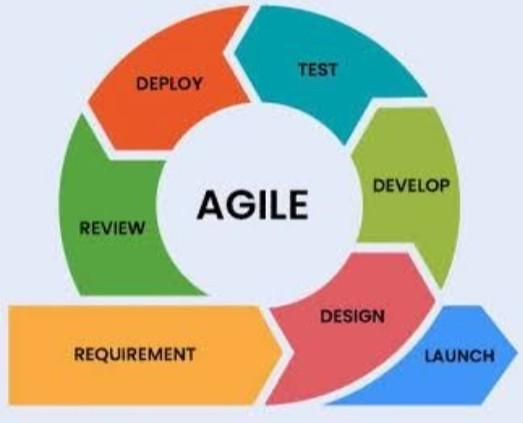 DEPLOY
TEST
DEVELOP
AGILE
REVIEW
DESIGN
REQUIREMENT
LAUNCH